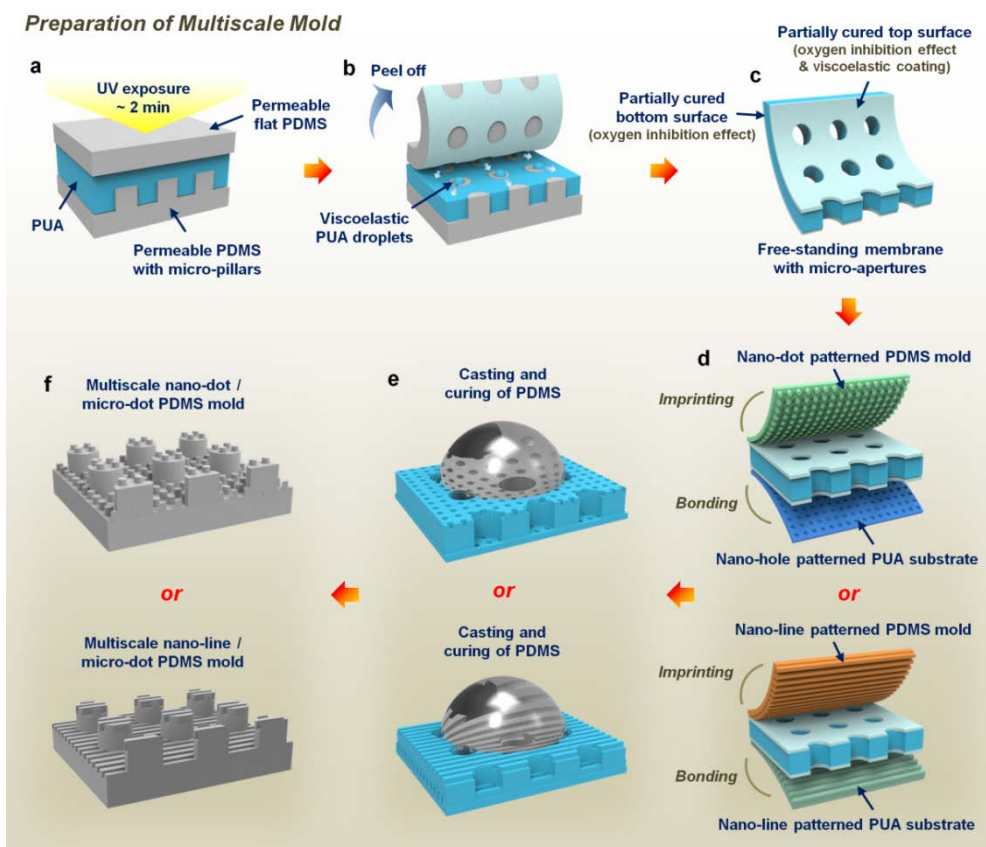 Preparation of Multiscale Mold
a
UV exposure
~ 2 min
Permeable
flat PDMS
PUA
Permeable PDMS
with micro-pillars
b
Peel off
Viscoelastic
PUA droplets
Partially cured
bottom surface
(oxygen inhibition effect)
Partially cured top surface
(oxygen inhibition effect
& viscoelastic coating)
c
Free-standing membrane
with micro-apertures
d
Nano-dot patterned PDMS mold
Imprinting
Bonding
Nano-hole patterned PUA substrate
or
Nano-line patterned PDMS mold
Imprinting
Bonding
Nano-line patterned PUA substrate
e
Casting and
curing of PDMS
or
Casting and
curing of PDMS
f
Multiscale nano-dot /
micro-dot PDMS mold
or
Multiscale nano-line /
micro-dot PDMS mold